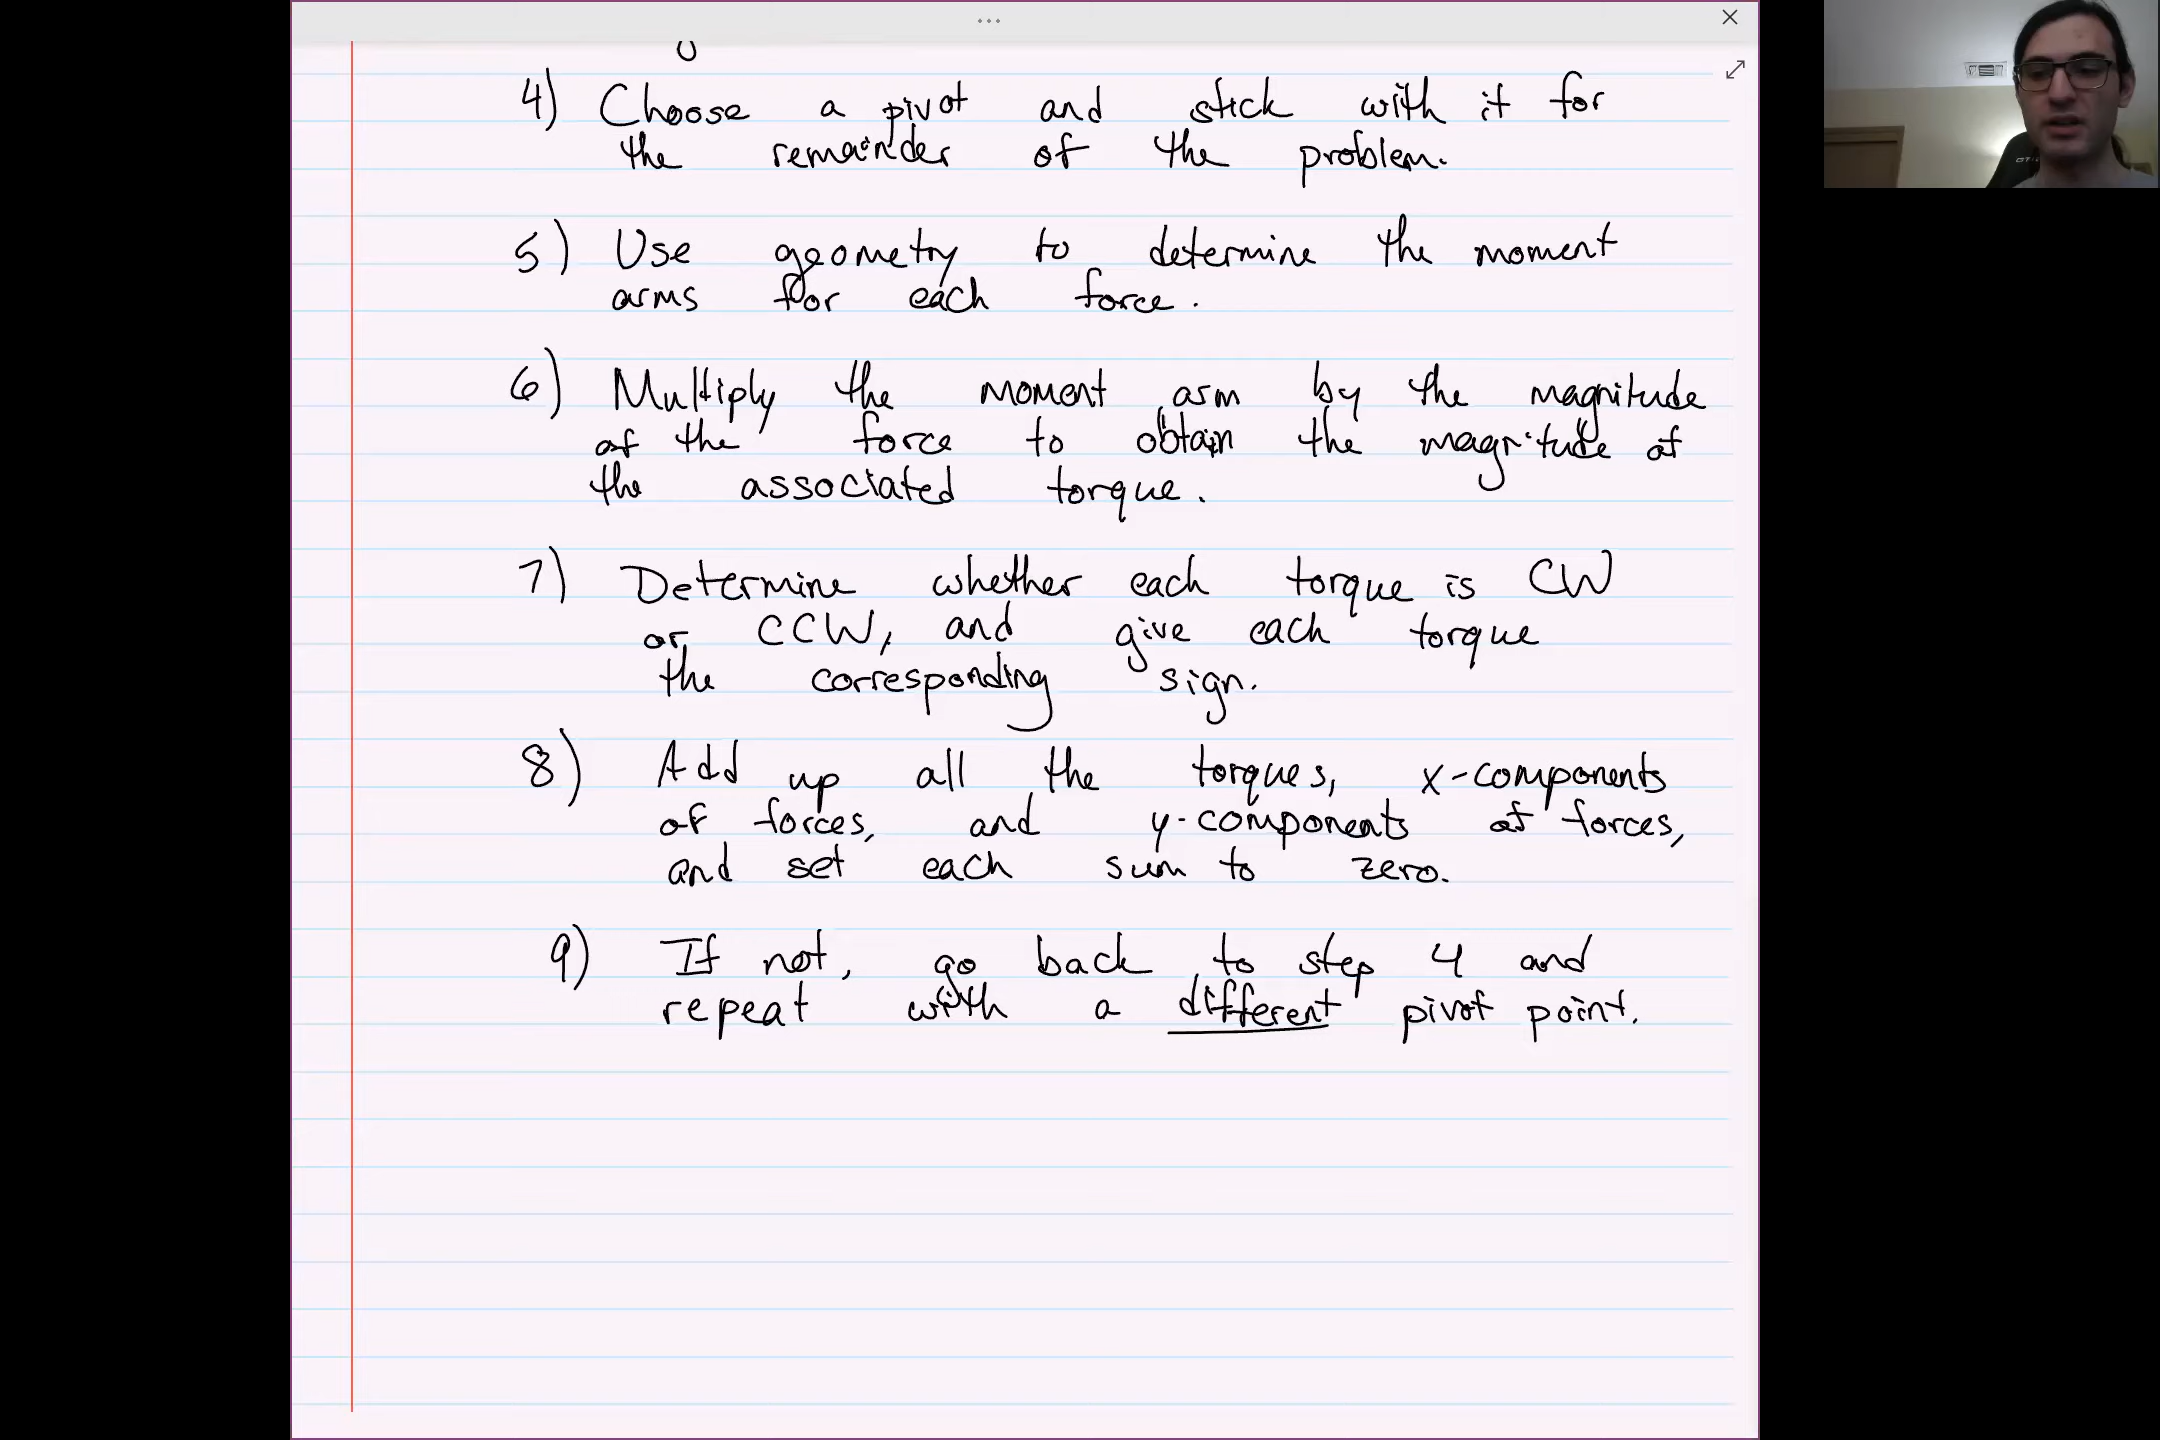 4) Choose a pivot and stick with it for
the remainder of the problem.
5) Use geometry to determine the moment
arms for each force.
6) Multiply the moment arm by the magnitude
of the force to obtain the magnitude of
the associated torque.
7) Determine whether each torque is CW
or CCW, and give each torque
the corresponding sign.
8) Add up all the torques, x-components
of forces, and y-components of forces,
and set each sum to zero.
9) If not, go back to step 4 and
repeat with a different pivot point.